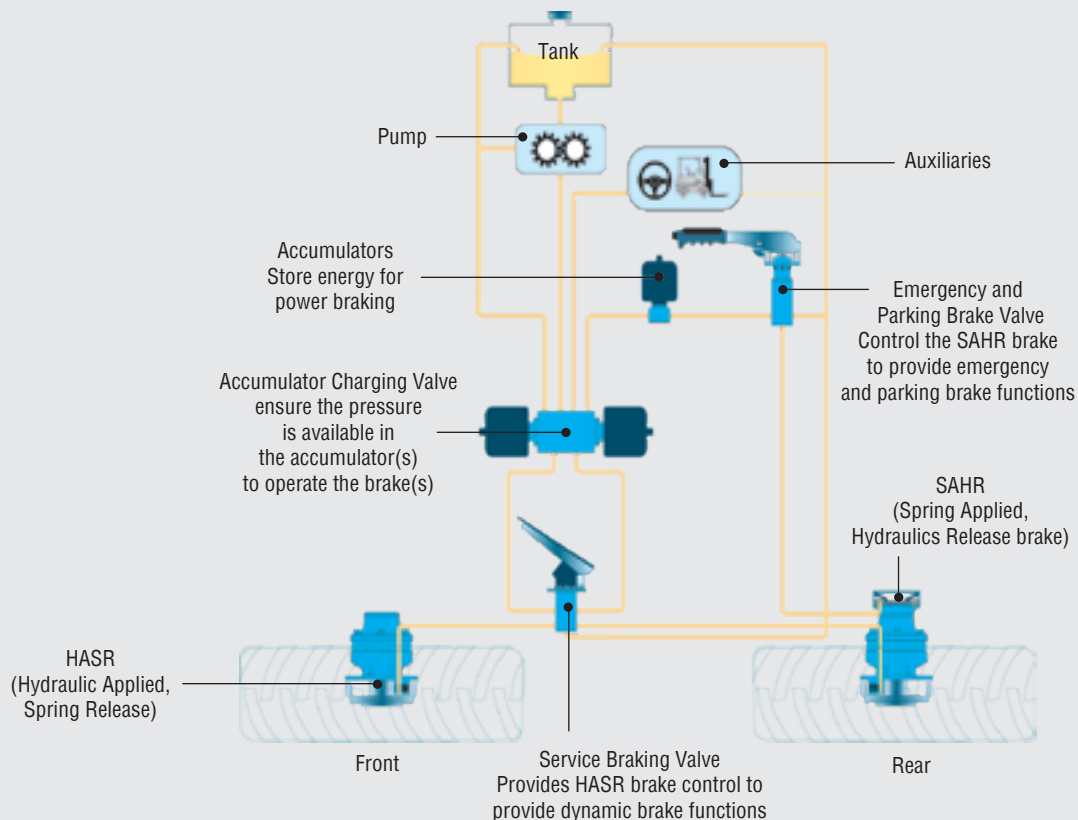 Tank
Pump
Auxiliaries
Accumulators
Store energy for
power braking
Emergency and
Parking Brake Valve
Control the SAHR brake
to provide emergency
and parking brake functions
Accumulator Charging Valve
ensure the pressure
is available in
the accumulator(s)
to operate the brake(s)
SAHR
(Spring Applied,
Hydraulics Release brake)
HASR
(Hydraulic Applied,
Spring Release)
Front
Service Braking Valve
Provides HASR brake control to
provide dynamic brake functions
Rear